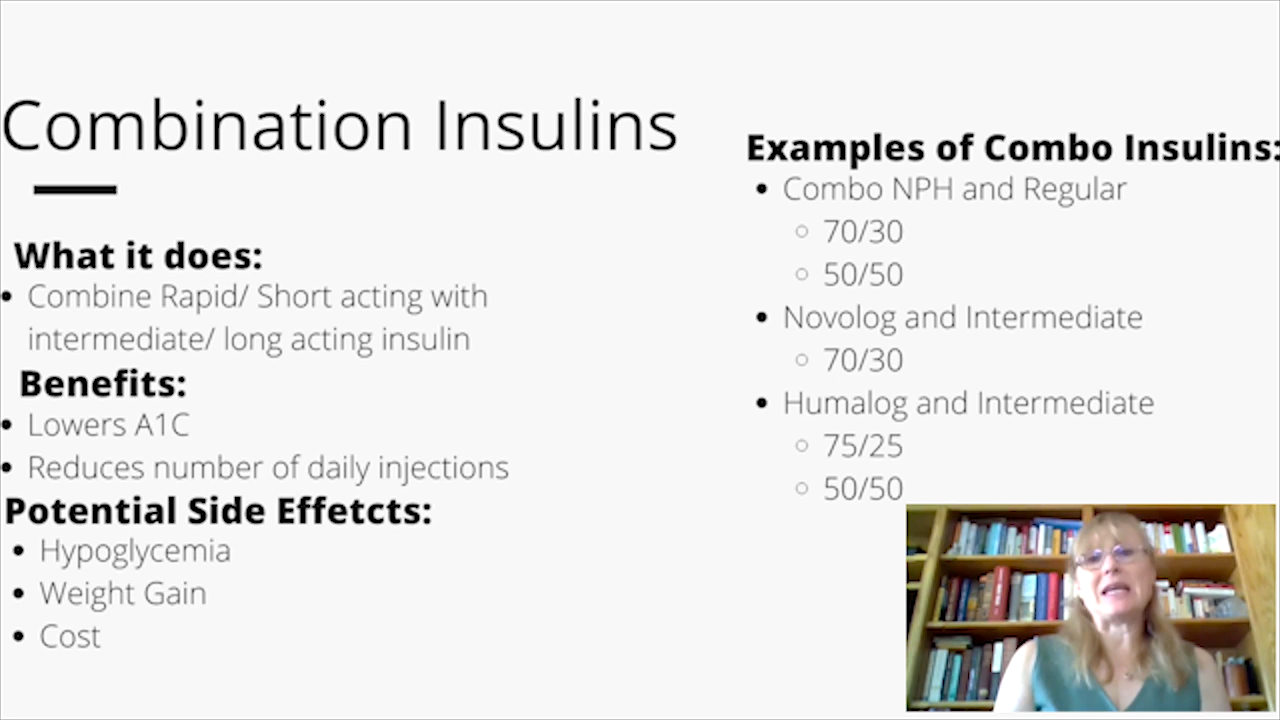 Combination Insulins
What it does:
Combine Rapid/ Short acting with
intermediate/ long acting insulin
Benefits:
Lowers A1C
Reduces number of daily injections
Potential Side Effetcts:
Hypoglycemia
Weight Gain
Cost
Examples of Combo Insulins:
Combo NPH and Regular
70/30
50/50
Novolog and Intermediate
70/30
Humalog and Intermediate
75/25
50/50